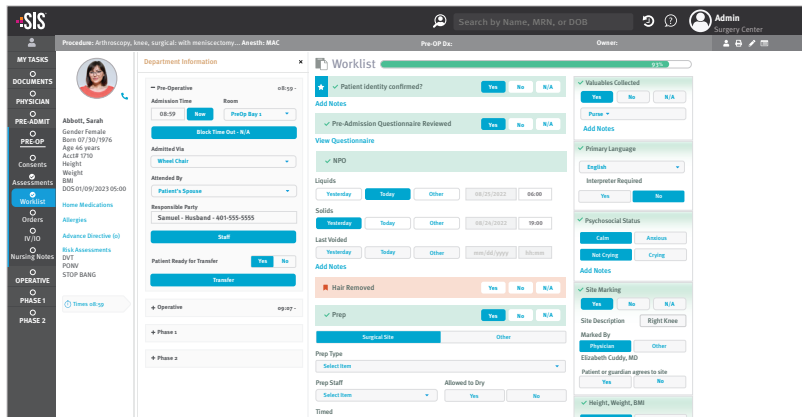 SIS
Search by Name, MRN, or DOB
Admin
Surgery Center
Procedure: Arthroscopy, knee, surgical: with meniscectomy... Anesth: MAC
Pre-OP Dx:
Owner:
MY TASKS
DOCUMENTS
PHYSICIAN
PRE-ADMIT
PRE-OP
Consents
Assessments
Worklist
Orders
IV/IO
Nursing Notes
OPERATIVE
PHASE 1
PHASE 2
Abbott, Sarah
Gender Female
Born 07/30/1976
Age 46 years
Acct# 1710
Height
Weight
BMI
DOS 01/09/2023 05:00
Home Medications
Allergies
Advance Directive (0)
Risk Assessments
DVT
PONV
STOP BANG
Times 08:59
Department Information
×
Pre-Operative
08:59 -
Admission Time
Room
08:59
Now
PreOp Bay 1
Block Time Out - N/A
Admitted Via
Wheel Chair
Attended By
Patient's Spouse
Responsible Party
Samuel - Husband - 401-555-5555
Staff
Patient Ready for Transfer
Yes
No
Transfer
+ Operative
09:07 -
+ Phase 1
+ Phase 2
Worklist
93%
Patient identity confirmed?
Yes
No
N/A
Add Notes
Pre-Admission Questionnaire Reviewed
Yes
No
N/A
View Questionnaire
NPO
Liquids
Yesterday
Today
Other
08/25/2022
06:00
Solids
Yesterday
Today
Other
08/24/2022
19:00
Last Voided
Yesterday
Today
Other
mm/dd/yyyy
hh:mm
Add Notes
Hair Removed
Yes
No
N/A
Prep
Yes
No
N/A
Surgical Site
Other
Prep Type
Select Item
Prep Staff
Allowed to Dry
Select Item
Yes
No
Timed
Valuables Collected
Yes
No
N/A
Purse
Add Notes
Primary Language
English
Interpreter Required
Yes
No
Psychosocial Status
Calm
Anxious
Not Crying
Crying
Add Notes
Site Marking
Yes
No
N/A
Site Description
Right Knee
Marked By
Physician
Other
Elizabeth Cuddy, MD
Patient or guardian agrees to site
Yes
No
Height, Weight, BMI